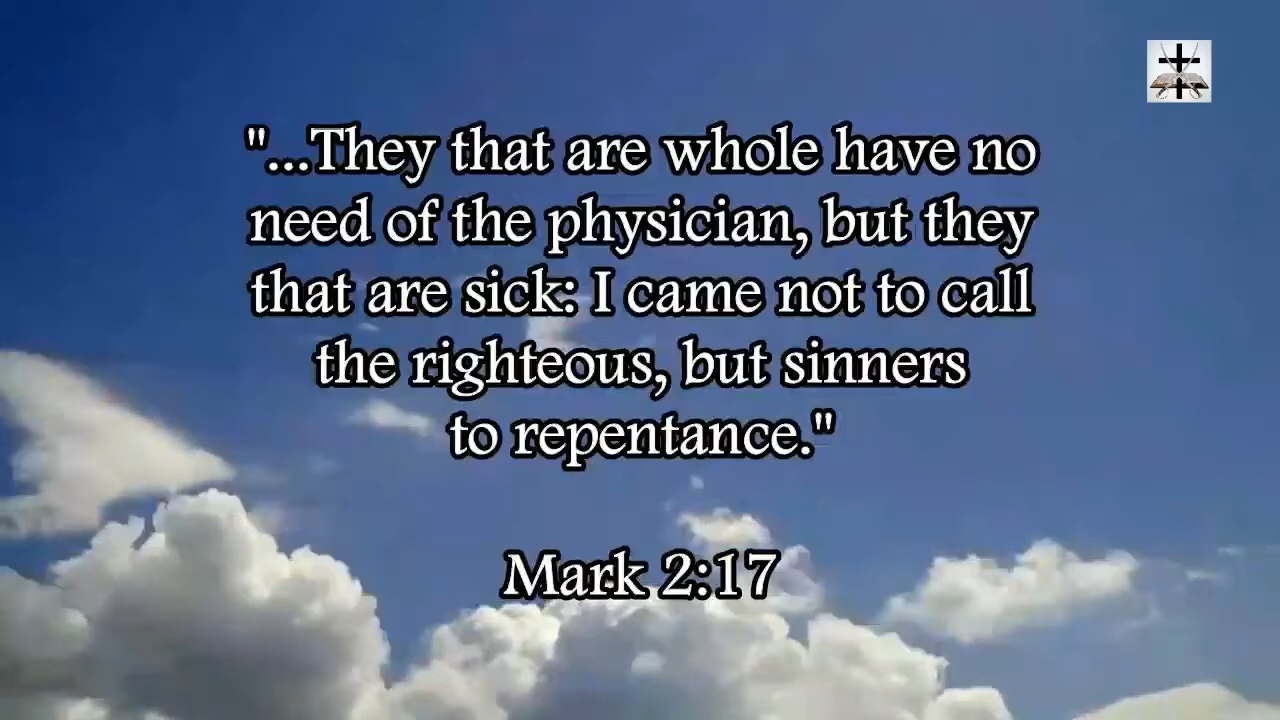 "...They that are whole have no
need of the physician, but they
that are sick: I came not to call
the righteous, but sinners
to repentance."
Mark 2:17